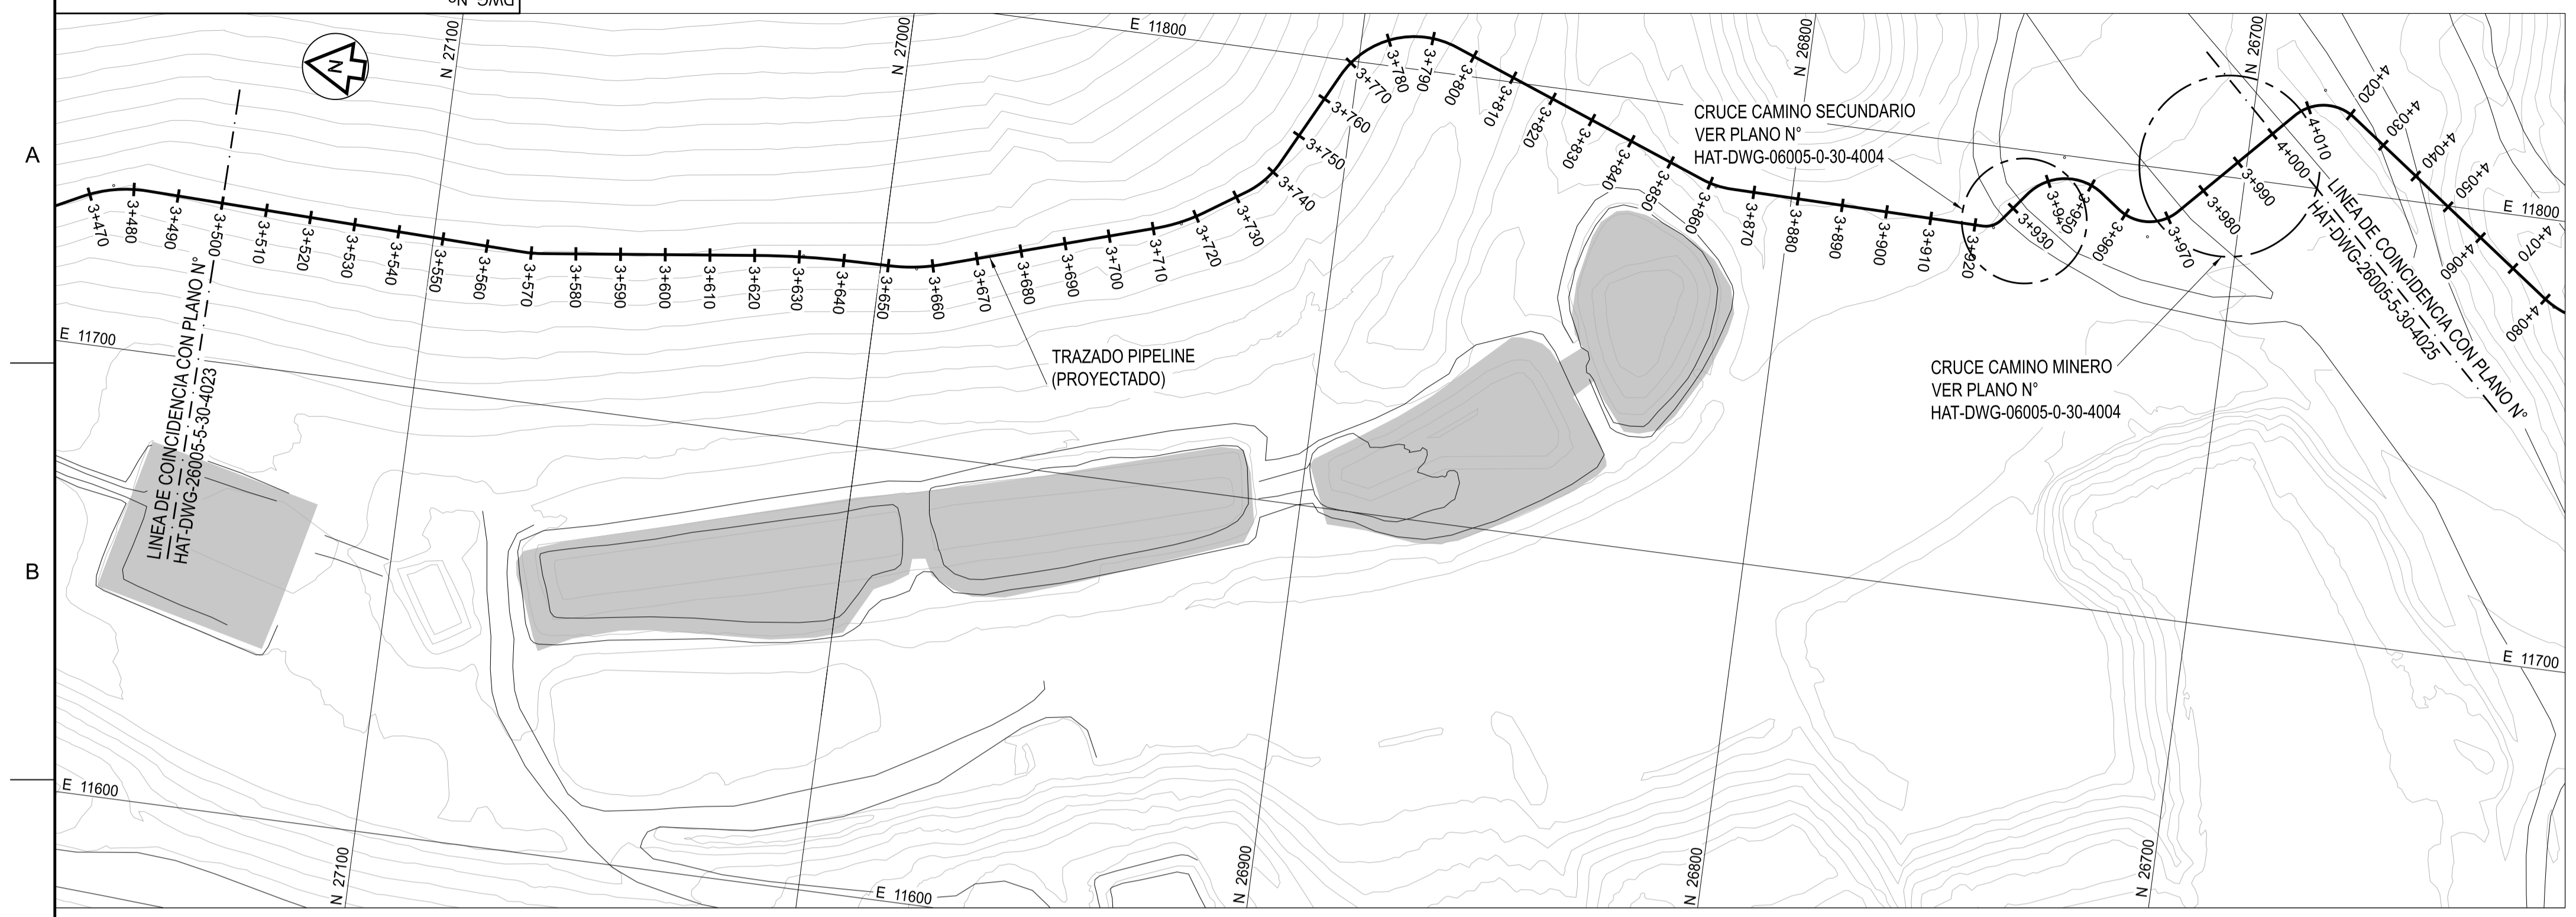 DWG Nº
N
N 27100
N 27000
E 11800
N 26800
N 26700
A
CRUCE CAMINO SECUNDARIO
VER PLANO N°
HAT-DWG-06005-0-30-4004
3+470
3+480
3+490
3+500
3+510
3+520
3+530
3+540
3+550
3+560
3+570
3+580
3+590
3+600
3+610
3+620
3+630
3+640
3+650
3+660
3+670
3+680
3+690
3+700
3+710
3+720
3+730
3+740
3+750
3+760
3+770
3+780
3+790
3+800
3+810
3+820
3+830
3+840
3+850
3+860
3+870
3+880
3+890
3+900
3+910
3+920
3+930
3+940
3+950
3+960
3+970
3+980
3+990
4+000
4+010
4+020
4+030
4+040
4+050
4+060
4+070
4+080
E 11800
LINEA DE COINCIDENCIA CON PLANO N°
HAT-DWG-26005-5-30-4023
E 11700
TRAZADO PIPELINE
(PROYECTADO)
CRUCE CAMINO MINERO
VER PLANO N°
HAT-DWG-06005-0-30-4004
LINEA DE COINCIDENCIA CON PLANO N°
HAT-DWG-26005-5-30-4025
B
E 11700
E 11600
N 27100
E 11600
N 26900
N 26800
N 26700